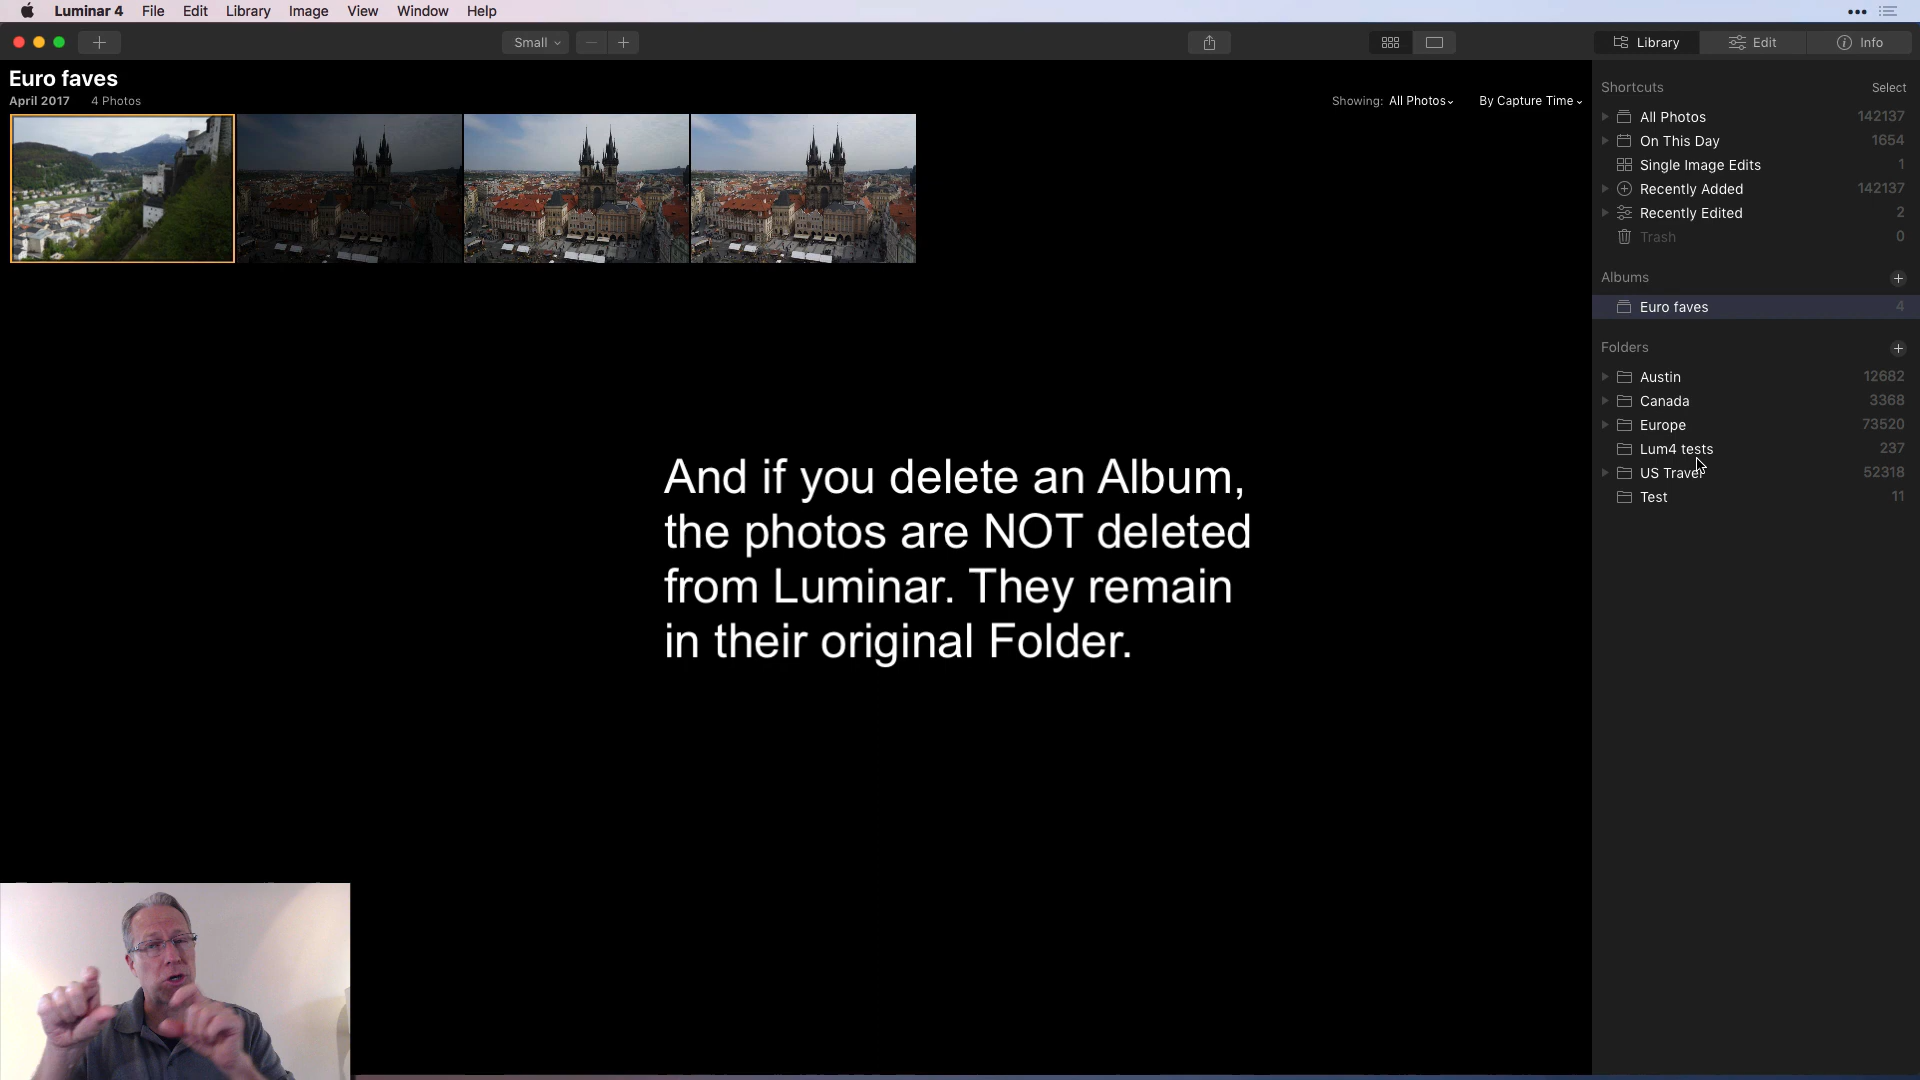 Luminar 4 File Edit Library Image View Window Help
Small
Library Edit Info
Euro faves
April 2017 4 Photos
Showing: All Photos By Capture Time
Shortcuts Select
All Photos 142137
On This Day 1654
Single Image Edits 1
Recently Added 142137
Recently Edited 2
Trash 0
Albums
Euro faves 4
Folders
Austin 12682
Canada 3368
Europe 73520
Lum4 tests 237
US Travel 52318
Test 11
And if you delete an Album,
the photos are NOT deleted
from Luminar. They remain
in their original Folder.